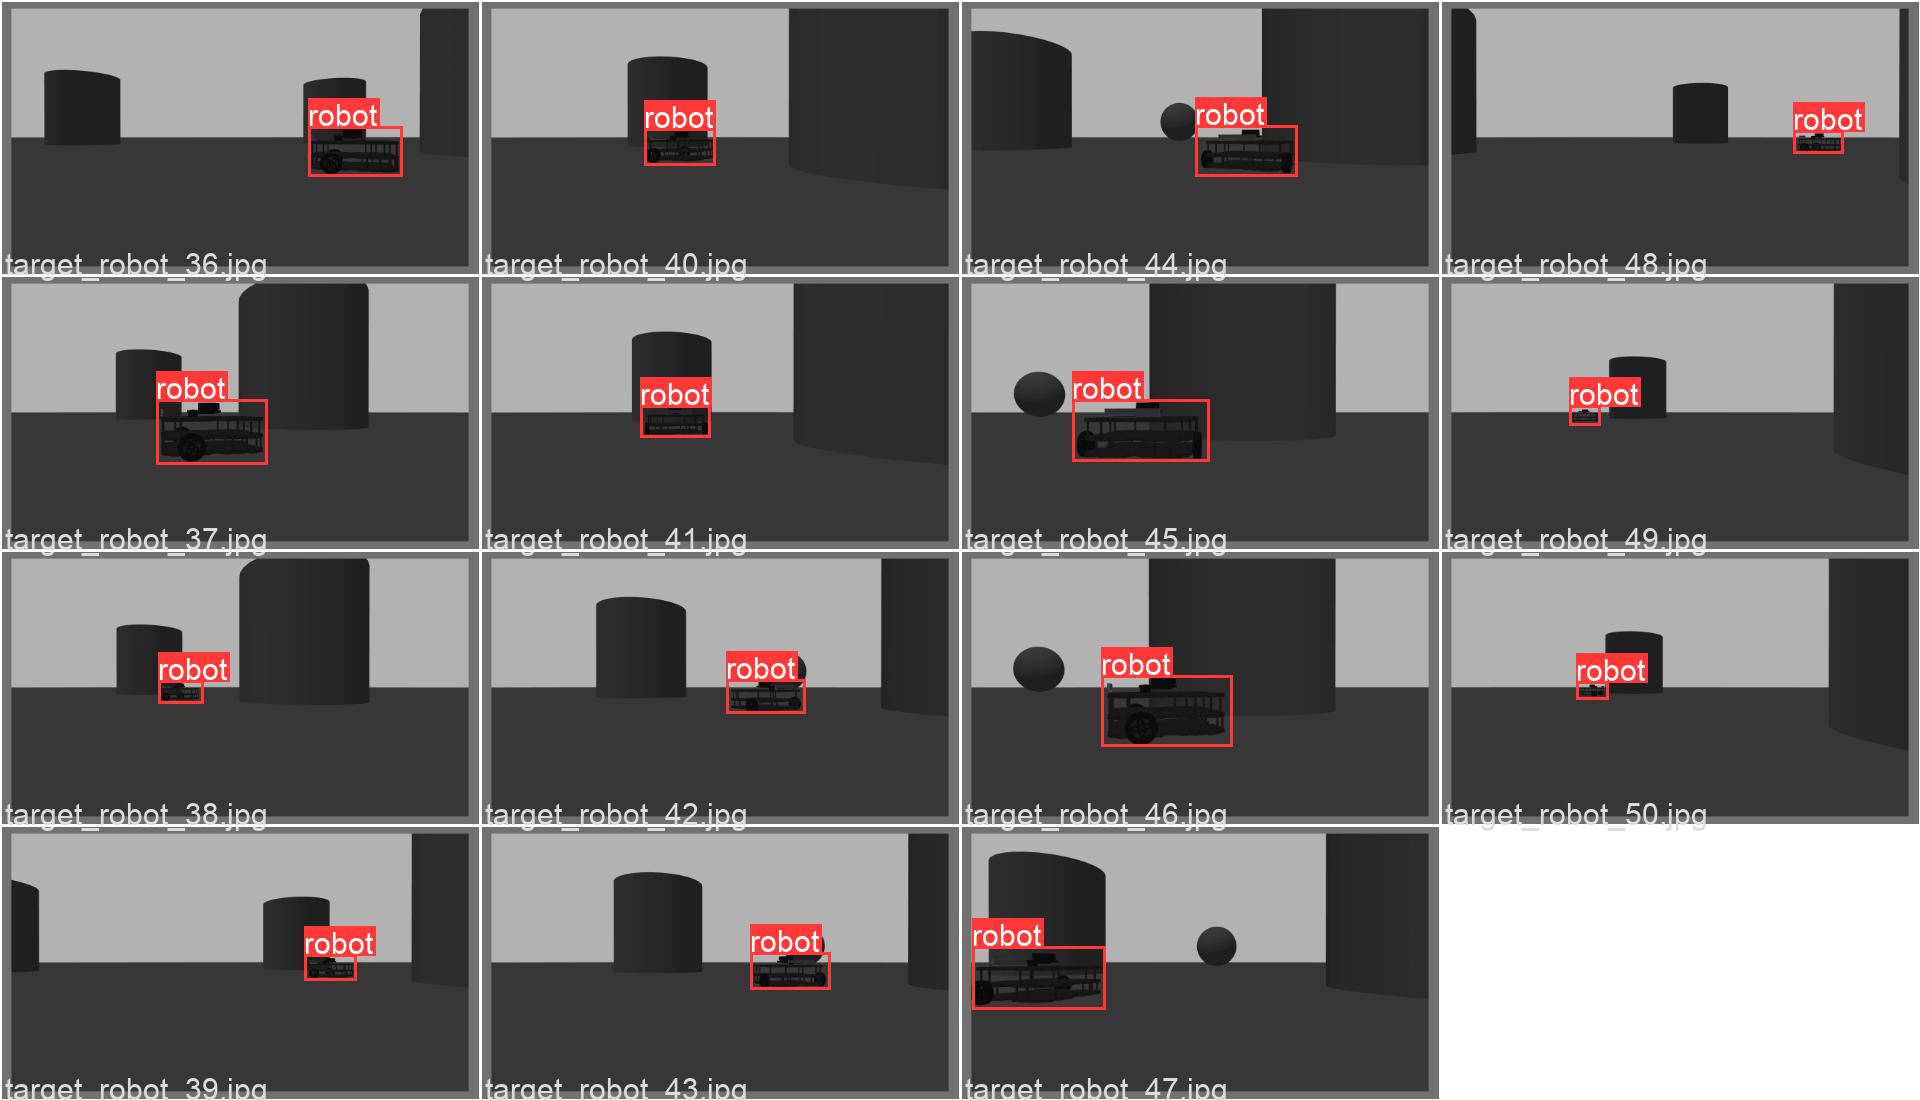 robot
target_robot_36.jpg
robot
target_robot_40.jpg
robot
target_robot_44.jpg
robot
target_robot_48.jpg
robot
target_robot_37.jpg
robot
target_robot_41.jpg
robot
target_robot_45.jpg
robot
target_robot_49.jpg
robot
target_robot_38.jpg
robot
target_robot_42.jpg
robot
target_robot_46.jpg
robot
target_robot_50.jpg
robot
target_robot_39.jpg
robot
target_robot_43.jpg
robot
target_robot_47.jpg